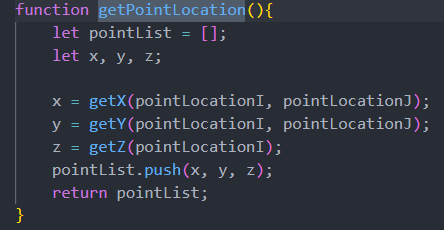 function getPointLocation(){
    let pointList = [];
    let x, y, z;

    x = getX(pointLocationI, pointLocationJ);
    y = getY(pointLocationI, pointLocationJ);
    z = getZ(pointLocationI);
    pointList.push(x, y, z);
    return pointList;
}